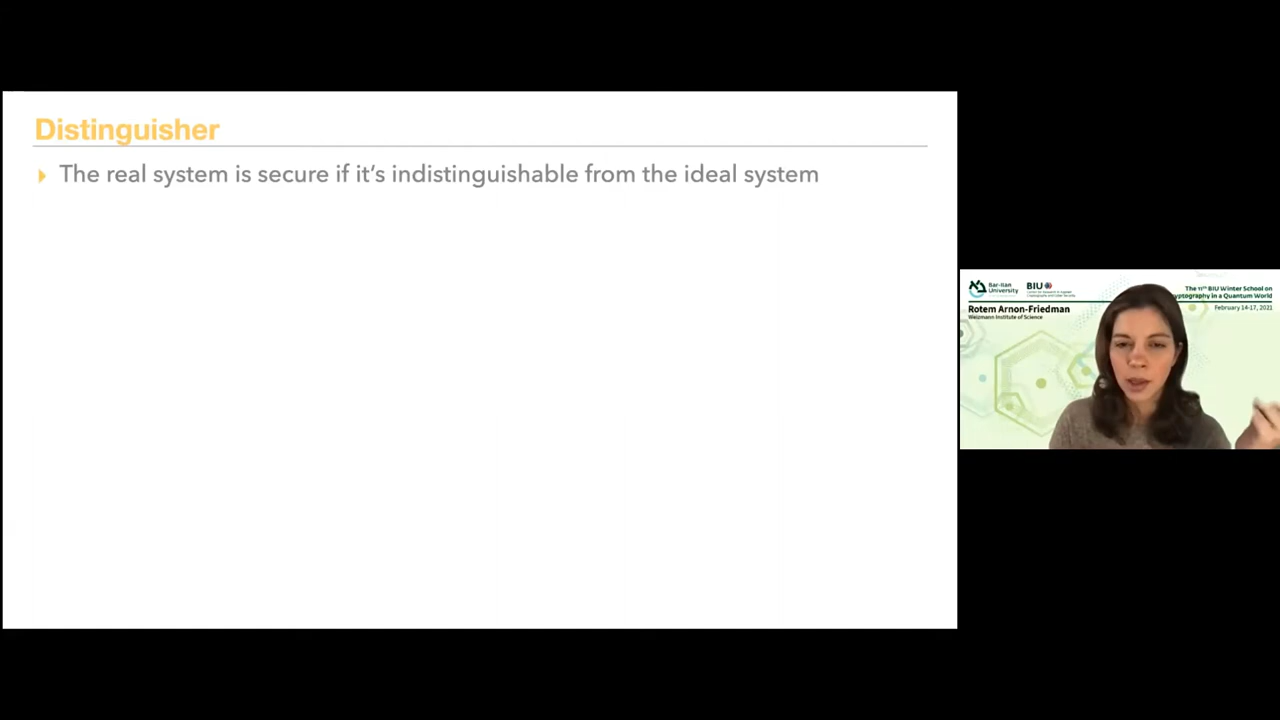 Distinguisher
The real system is secure if it's indistinguishable from the ideal system
Bar-Ilan
University
BIU
The 11th BIU Winter School on
yptography in a Quantum World
February 14-17, 2021
Rotem Arnon-Friedman
Weizmann Institute of Science